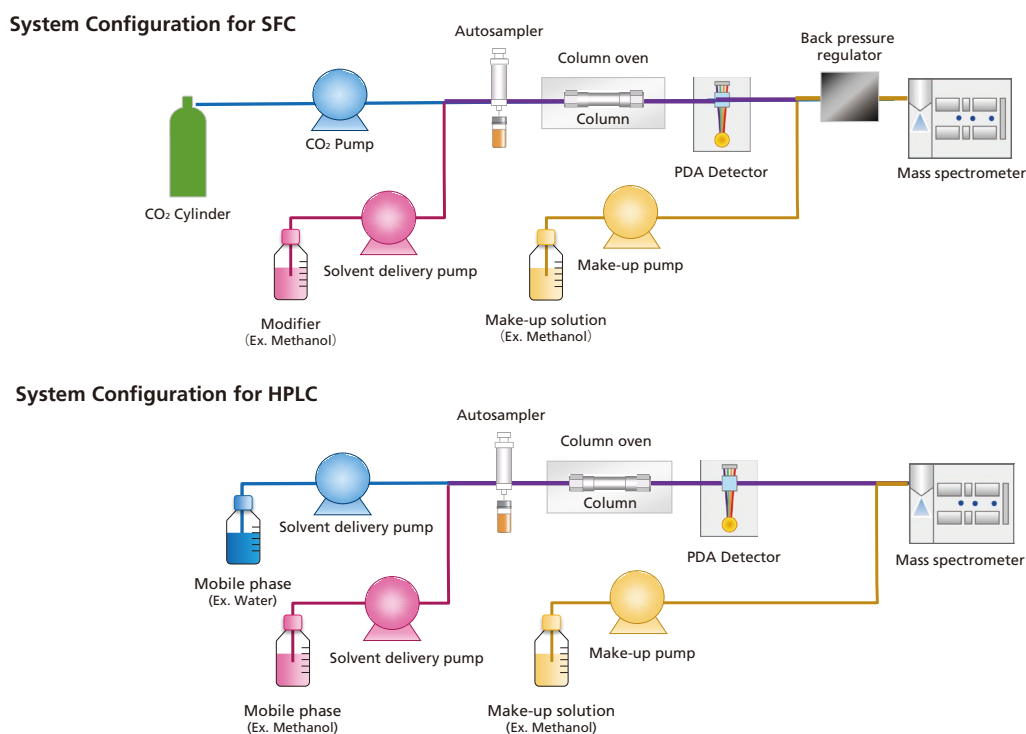 System Configuration for SFC
Autosampler
Back pressure
regulator
Column oven
Column
CO₂ Pump
PDA Detector
Mass spectrometer
CO₂ Cylinder
Solvent delivery pump
Make-up pump
Modifier
(Ex. Methanol)
Make-up solution
(Ex. Methanol)
System Configuration for HPLC
Autosampler
Column oven
Column
Solvent delivery pump
PDA Detector
Mass spectrometer
Mobile phase
(Ex. Water)
Solvent delivery pump
Make-up pump
Mobile phase
(Ex. Methanol)
Make-up solution
(Ex. Methanol)